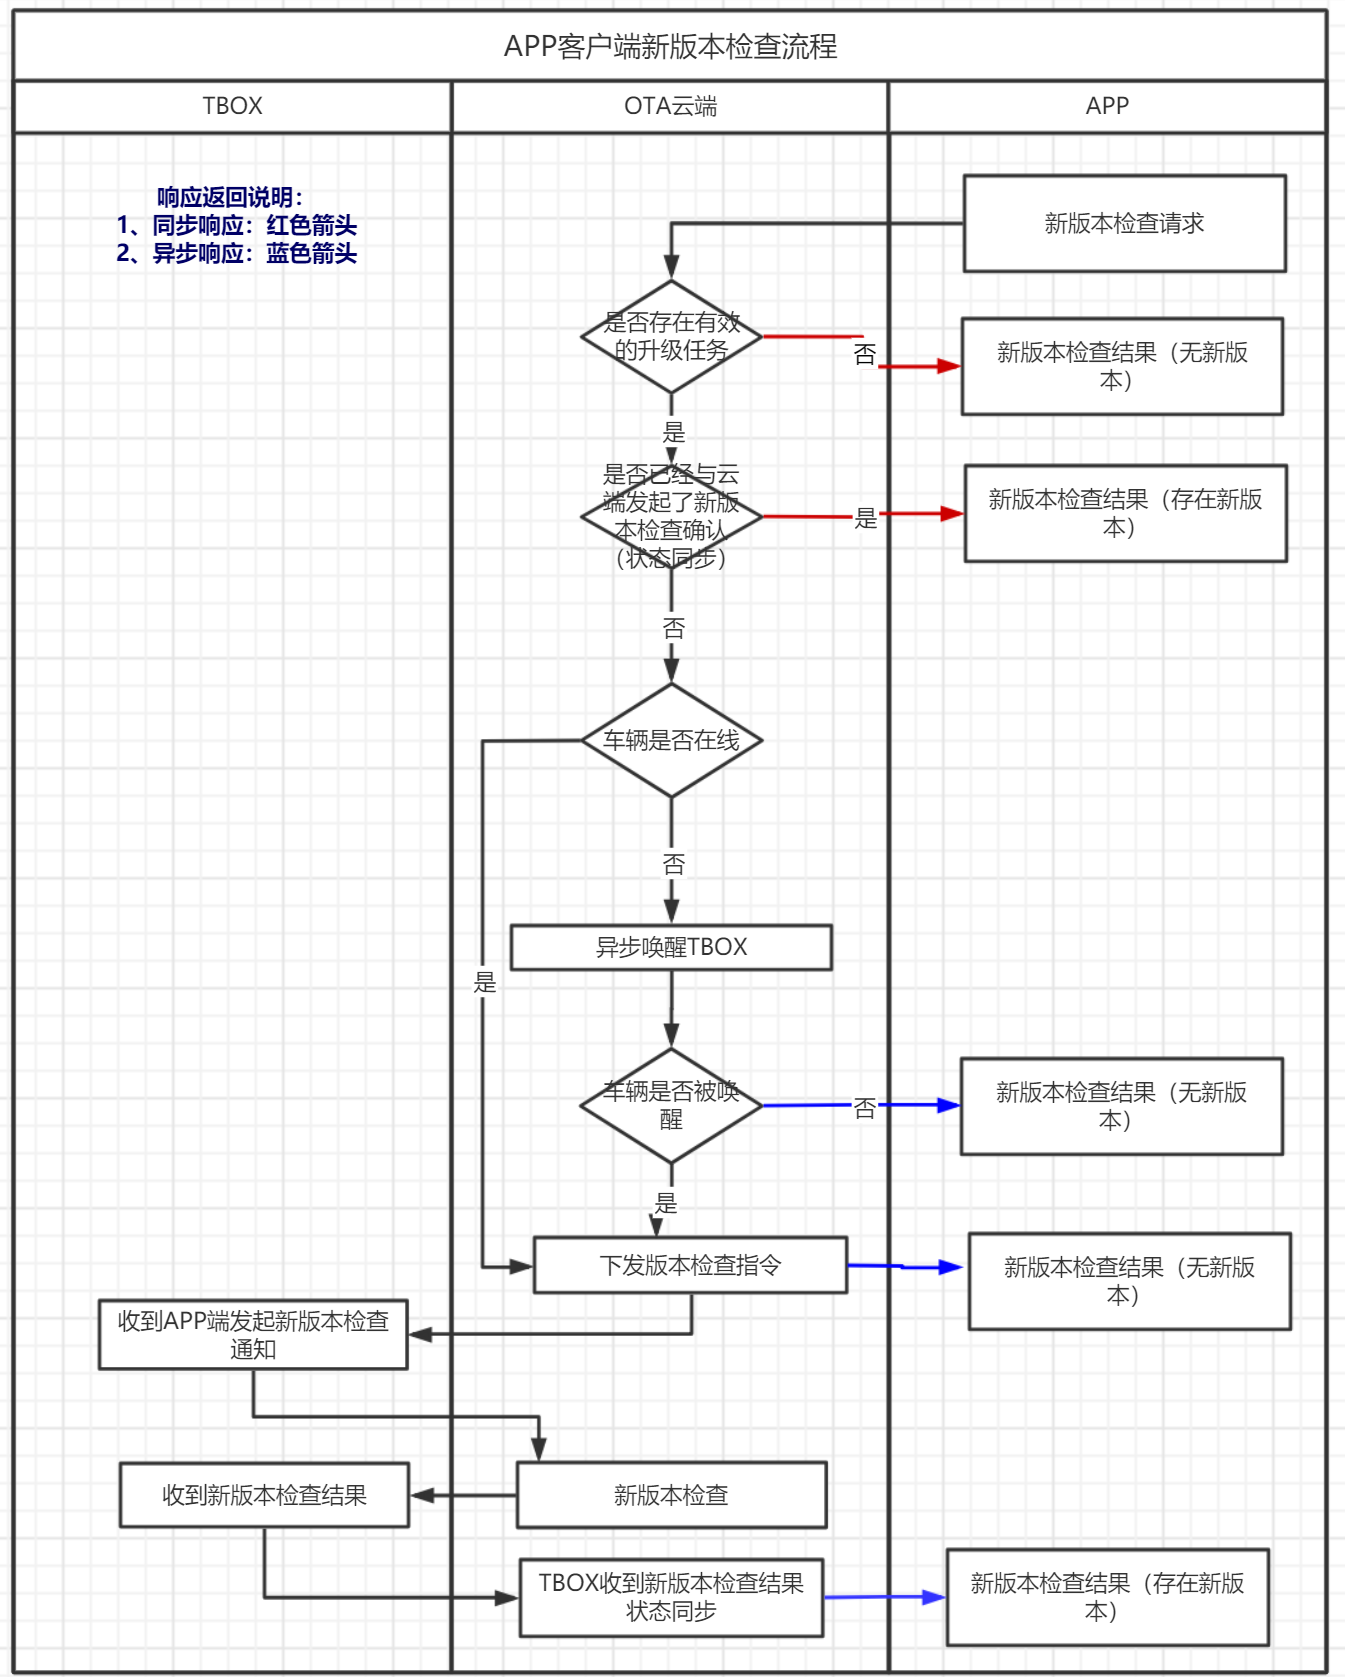 APP客户端新版本检查流程
TBOX
OTA云端
APP
响应返回说明：
1、同步响应：红色箭头
2、异步响应：蓝色箭头
新版本检查请求
是否存在有效
的升级任务
否
新版本检查结果（无新版
本）
是
是否已经与云
端发起了新版
本检查确认
（状态同步）
是
新版本检查结果（存在新版
本）
否
车辆是否在线
否
异步唤醒TBOX
是
车辆是否被唤
醒
否
新版本检查结果（无新版
本）
是
下发版本检查指令
新版本检查结果（无新版
本）
收到APP端发起新版本检查
通知
收到新版本检查结果
新版本检查
TBOX收到新版本检查结果
状态同步
新版本检查结果（存在新版
本）